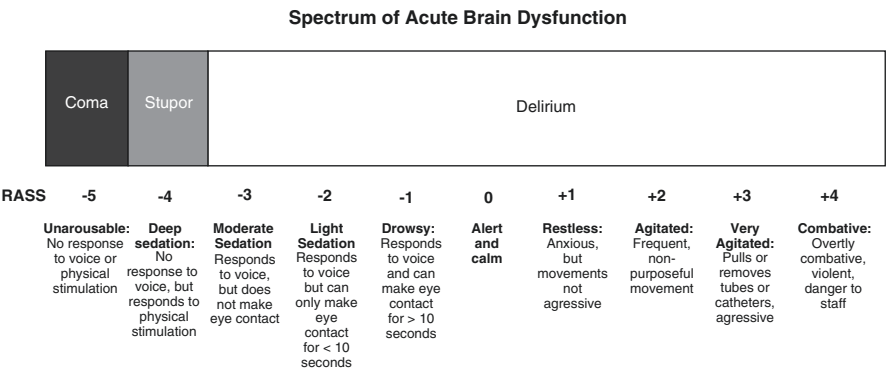 Spectrum of Acute Brain Dysfunction
Coma
Stupor
Delirium
RASS -5 -4 -3 -2 -1 0 +1 +2 +3 +4
Unarousable:
No response
to voice or
physical
stimulation
Deep
sedation:
No
response to
voice, but
responds to
physical
stimulation
Moderate
Sedation
Responds
to voice,
but does
not make
eye contact
Light
Sedation
Responds
to voice
but can
only make
eye
contact
for < 10
seconds
Drowsy:
Responds
to voice
and can
make eye
contact
for > 10
seconds
Alert
and
calm
Restless:
Anxious,
but
movements
not
agressive
Agitated:
Frequent,
non-
purposeful
movement
Very
Agitated:
Pulls or
removes
tubes or
catheters,
agressive
Combative:
Overtly
combative,
violent,
danger to
staff